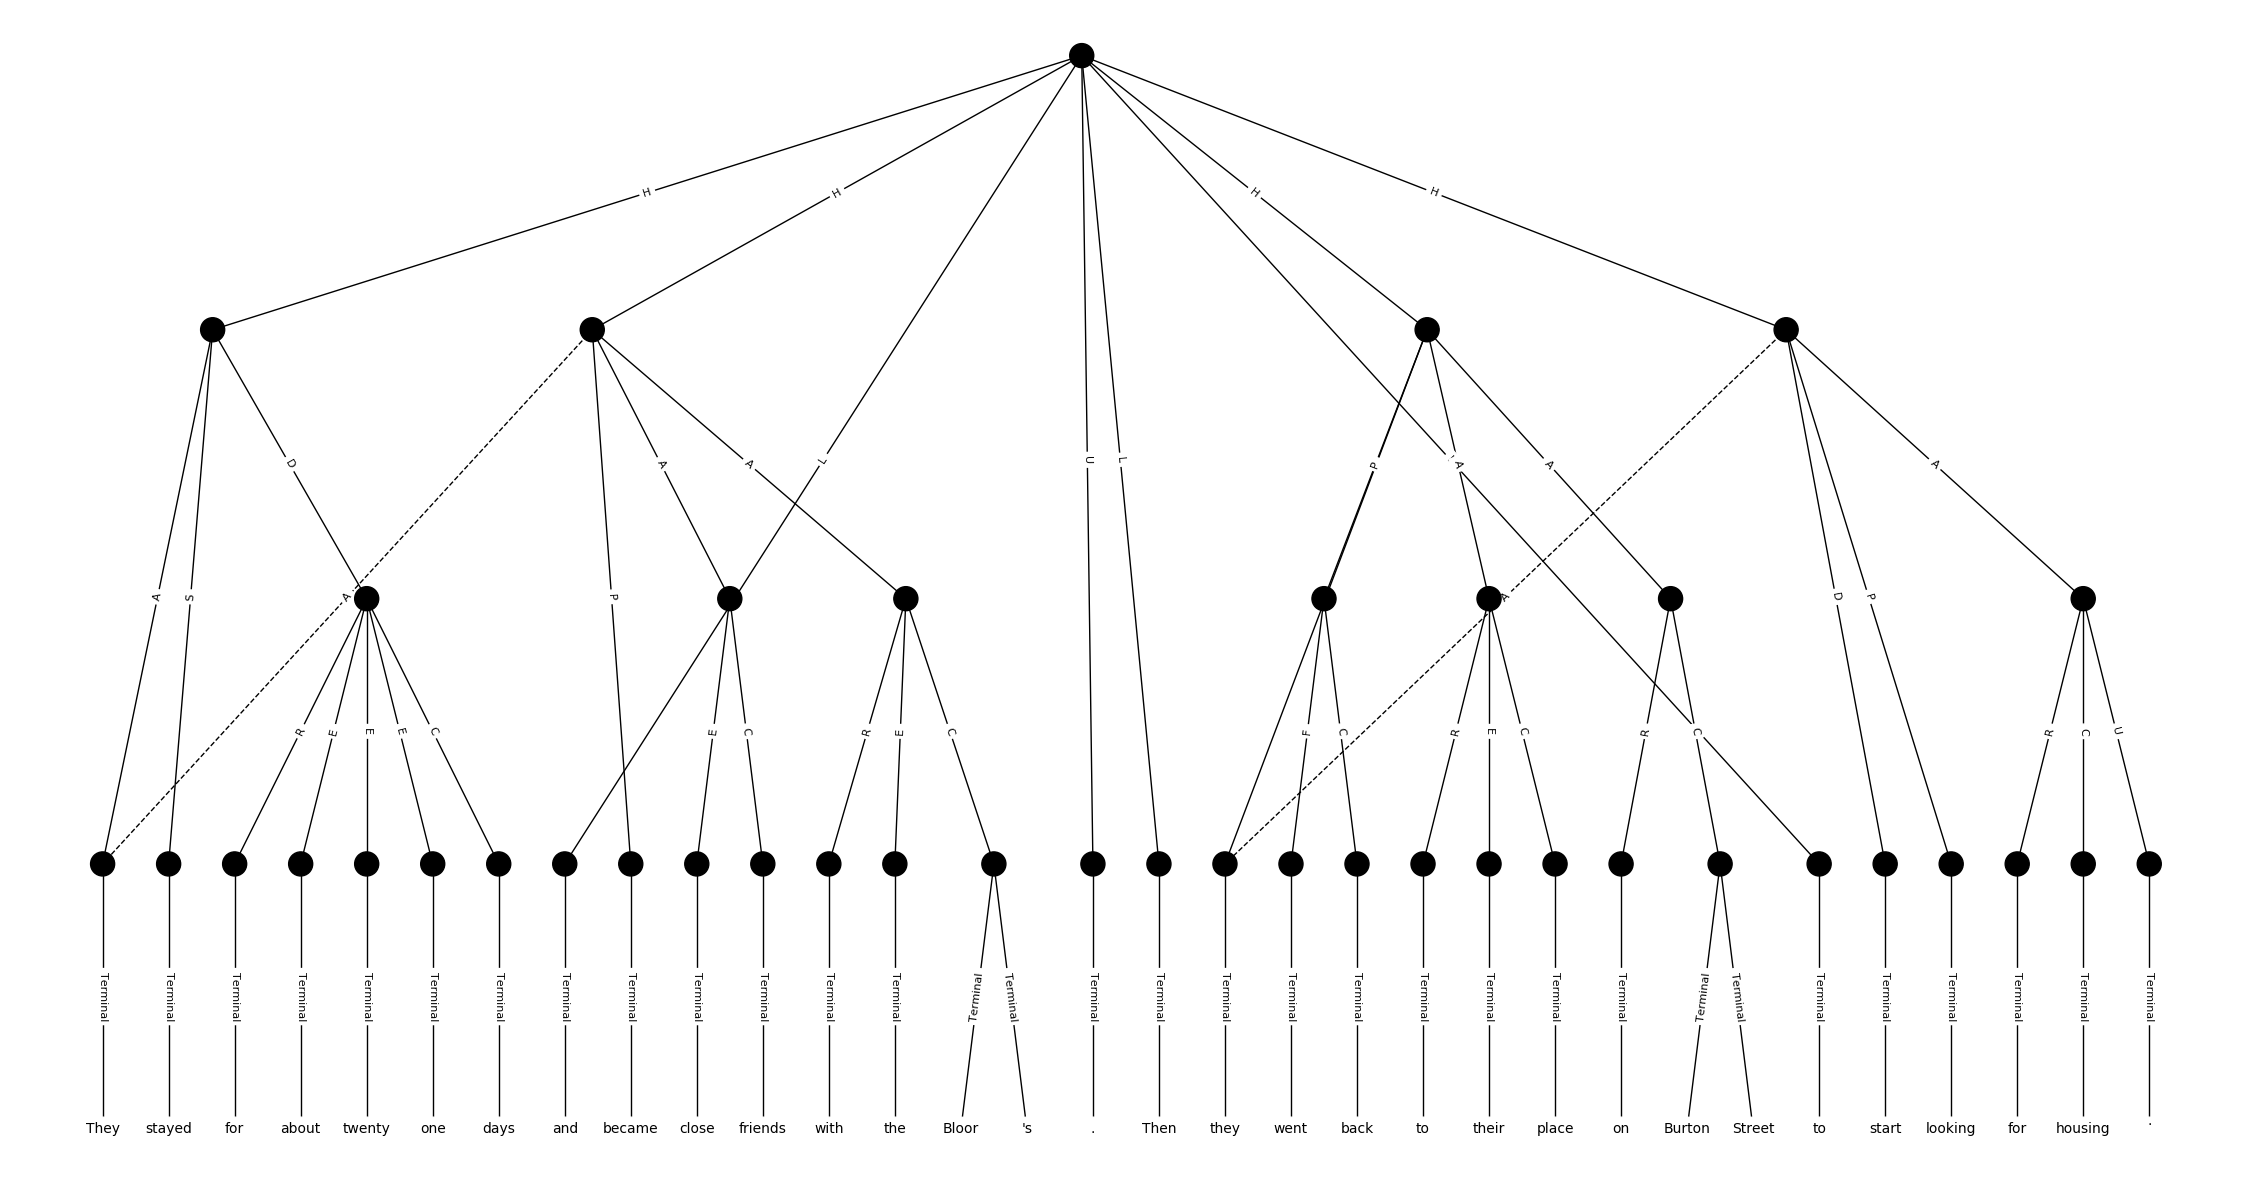 H H H H
D A A L U L P A A A
A S A P A D P
R E E E C E C R E C F C R E C R C R C U
Terminal Terminal Terminal Terminal Terminal Terminal Terminal Terminal Terminal Terminal Terminal Terminal Terminal Terminal Terminal Terminal Terminal Terminal Terminal Terminal Terminal Terminal Terminal Terminal Terminal Terminal Terminal Terminal Terminal Terminal Terminal Terminal
They stayed for about twenty one days and became close friends with the Bloor 's . Then they went back to their place on Burton Street to start looking for housing .